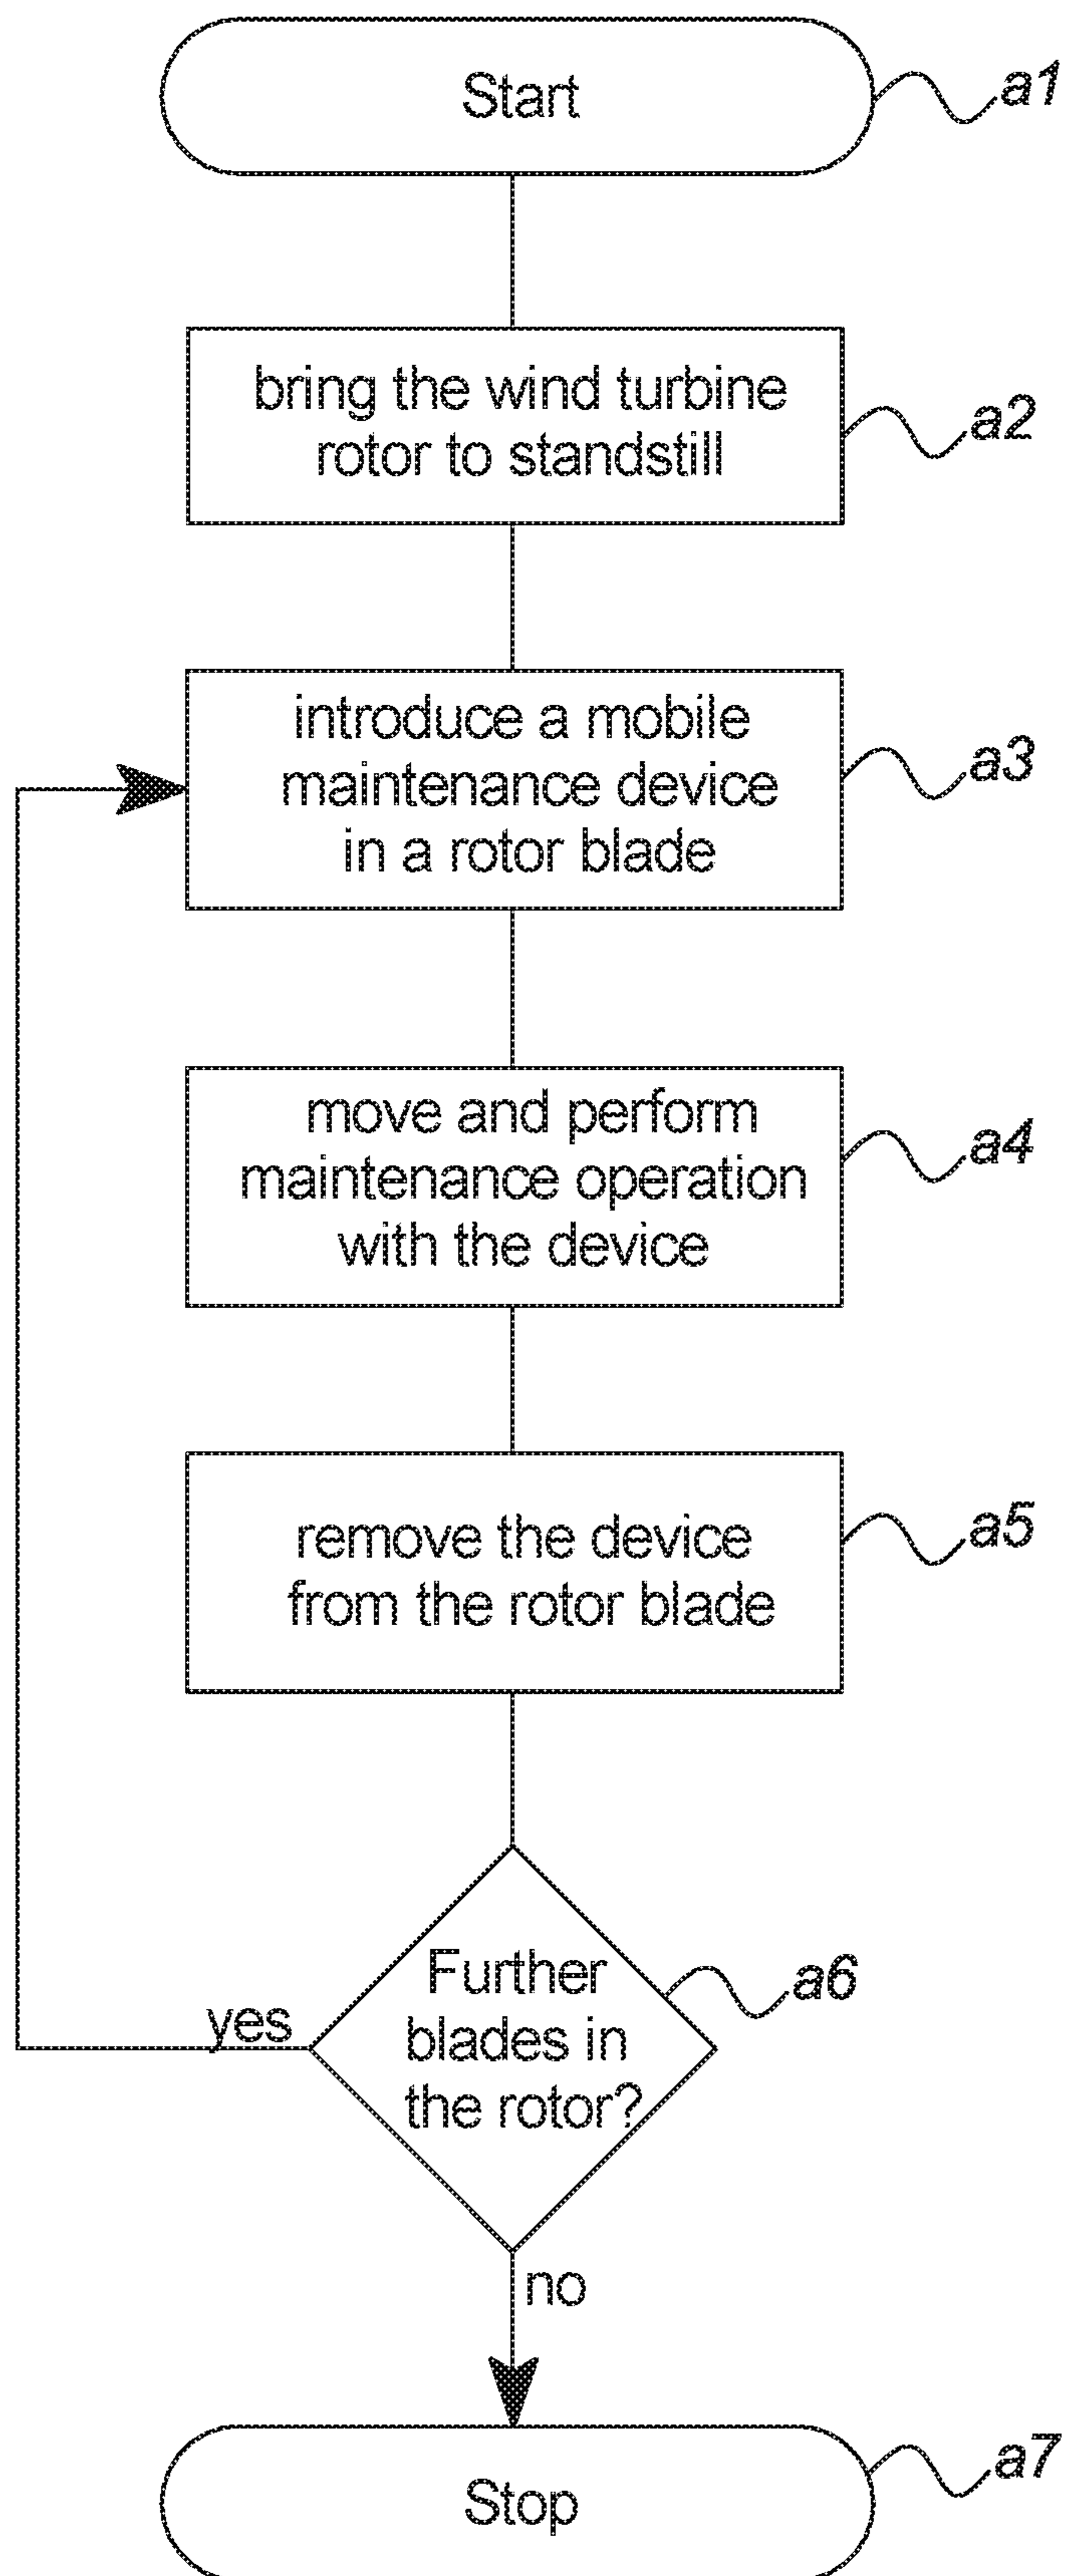 Start
a1
bring the wind turbine
rotor to standstill
a2
introduce a mobile
maintenance device
in a rotor blade
a3
move and perform
maintenance operation
with the device
a4
remove the device
from the rotor blade
a5
Further
blades in
the rotor?
a6
yes
no
Stop
a7